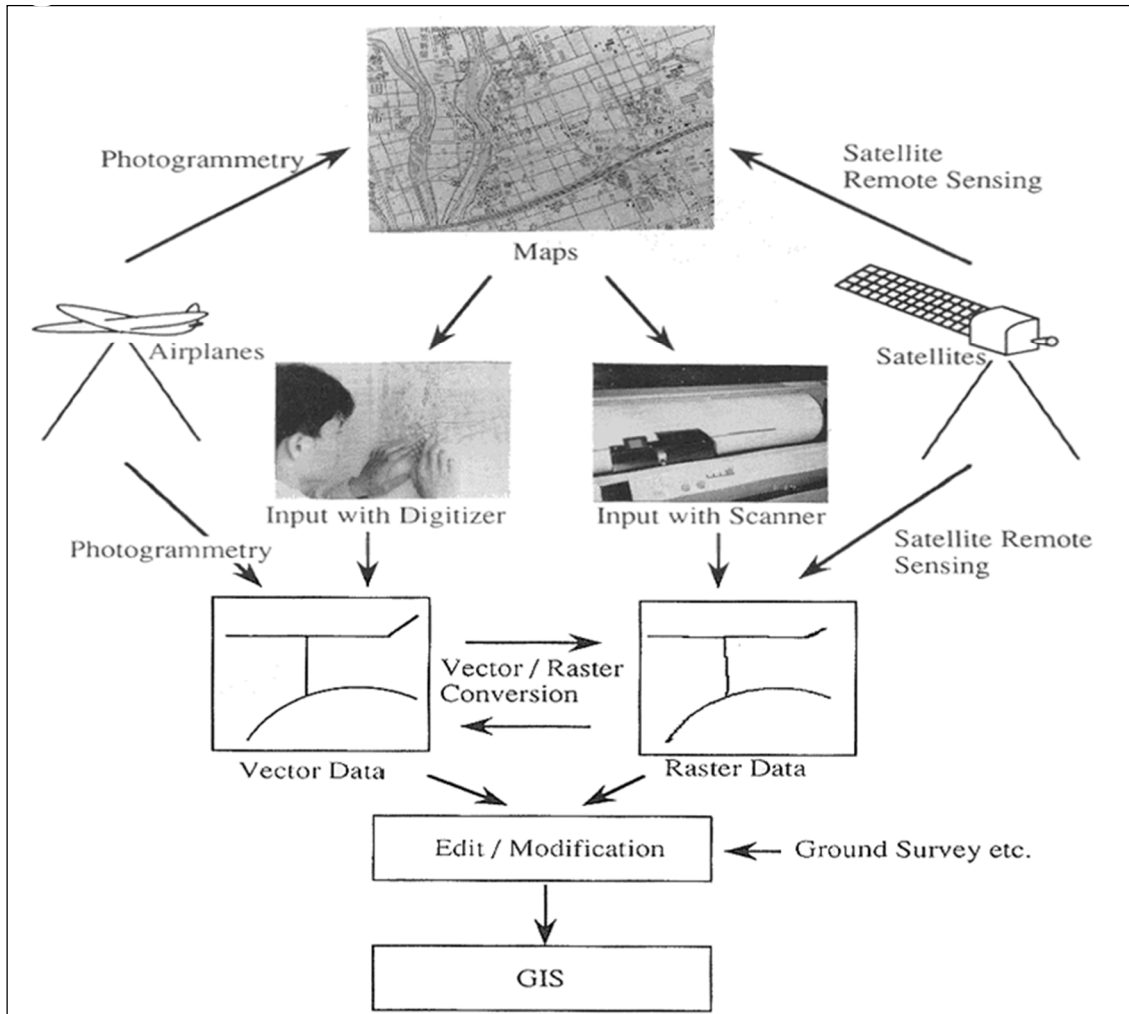 Photogrammetry
Satellite
Remote Sensing
Maps
Airplanes
Satellites
Input with Digitizer
Input with Scanner
Photogrammetry
Satellite Remote
Sensing
Vector / Raster
Conversion
Vector Data
Raster Data
Edit / Modification
Ground Survey etc.
GIS